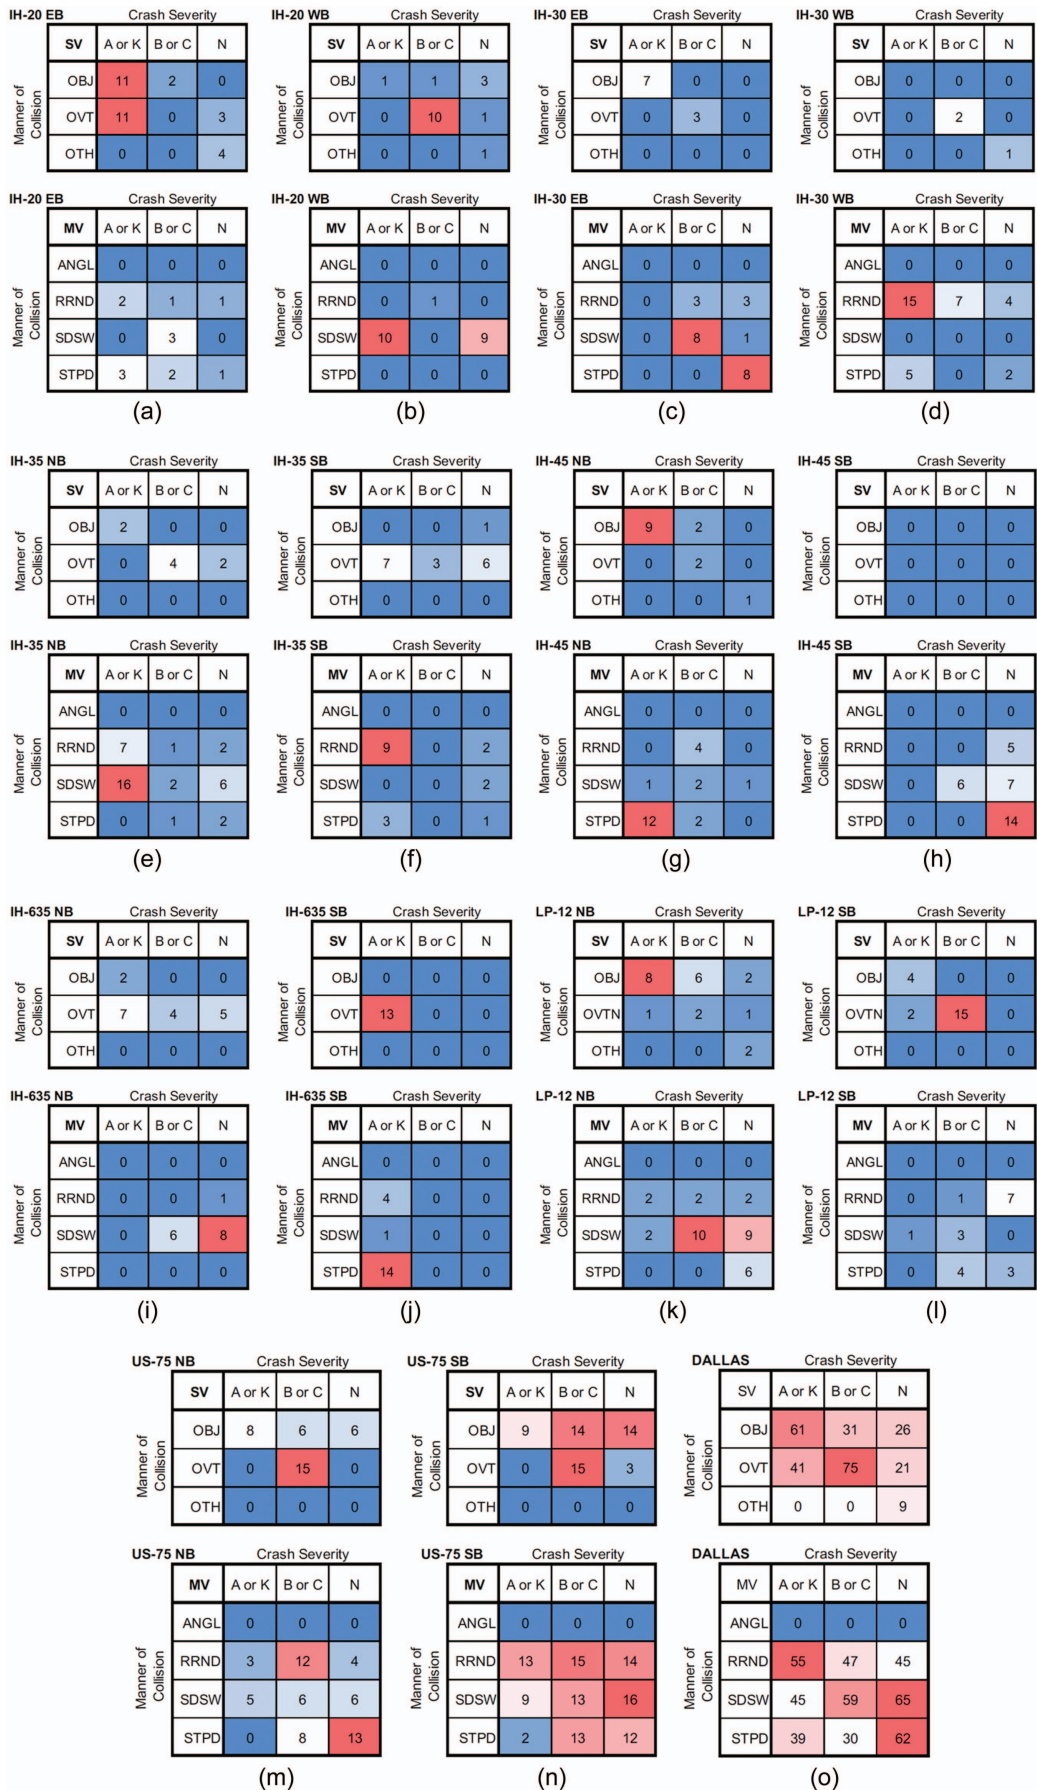 IH-20 EB Crash Severity IH-20 WB Crash Severity IH-30 EB Crash Severity IH-30 WB Crash Severity
SV A or K B or C N SV A or K B or C N SV A or K B or C N SV A or K B or C N
Manner of Collision Manner of Collision Manner of Collision Manner of Collision
OBJ 11 2 0 OBJ 1 1 3 OBJ 7 0 0 OBJ 0 0 0
OVT 11 0 3 OVT 0 10 1 OVT 0 3 0 OVT 0 2 0
OTH 0 0 4 OTH 0 0 1 OTH 0 0 0 OTH 0 0 1
IH-20 EB Crash Severity IH-20 WB Crash Severity IH-30 EB Crash Severity IH-30 WB Crash Severity
MV A or K B or C N MV A or K B or C N MV A or K B or C N MV A or K B or C N
Manner of Collision Manner of Collision Manner of Collision Manner of Collision
ANGL 0 0 0 ANGL 0 0 0 ANGL 0 0 0 ANGL 0 0 0
RRND 2 1 1 RRND 0 1 0 RRND 0 3 3 RRND 15 7 4
SDSW 0 3 0 SDSW 10 0 9 SDSW 0 8 1 SDSW 0 0 0
STPD 3 2 1 STPD 0 0 0 STPD 0 0 8 STPD 5 0 2
(a) (b) (c) (d)
IH-35 NB Crash Severity IH-35 SB Crash Severity IH-45 NB Crash Severity IH-45 SB Crash Severity
SV A or K B or C N SV A or K B or C N SV A or K B or C N SV A or K B or C N
Manner of Collision Manner of Collision Manner of Collision Manner of Collision
OBJ 2 0 0 OBJ 0 0 1 OBJ 9 2 0 OBJ 0 0 0
OVT 0 4 2 OVT 7 3 6 OVT 0 2 0 OVT 0 0 0
OTH 0 0 0 OTH 0 0 0 OTH 0 0 1 OTH 0 0 0
IH-35 NB Crash Severity IH-35 SB Crash Severity IH-45 NB Crash Severity IH-45 SB Crash Severity
MV A or K B or C N MV A or K B or C N MV A or K B or C N MV A or K B or C N
Manner of Collision Manner of Collision Manner of Collision Manner of Collision
ANGL 0 0 0 ANGL 0 0 0 ANGL 0 0 0 ANGL 0 0 0
RRND 7 1 2 RRND 9 0 2 RRND 0 4 0 RRND 0 0 5
SDSW 16 2 6 SDSW 0 0 2 SDSW 1 2 1 SDSW 0 6 7
STPD 0 1 2 STPD 3 0 1 STPD 12 2 0 STPD 0 0 14
(e) (f) (g) (h)
IH-635 NB Crash Severity IH-635 SB Crash Severity LP-12 NB Crash Severity LP-12 SB Crash Severity
SV A or K B or C N SV A or K B or C N SV A or K B or C N SV A or K B or C N
Manner of Collision Manner of Collision Manner of Collision Manner of Collision
OBJ 2 0 0 OBJ 0 0 0 OBJ 8 6 2 OBJ 4 0 0
OVT 7 4 5 OVT 13 0 0 OVTN 1 2 1 OVTN 2 15 0
OTH 0 0 0 OTH 0 0 0 OTH 0 0 2 OTH 0 0 0
IH-635 NB Crash Severity IH-635 SB Crash Severity LP-12 NB Crash Severity LP-12 SB Crash Severity
MV A or K B or C N MV A or K B or C N MV A or K B or C N MV A or K B or C N
Manner of Collision Manner of Collision Manner of Collision Manner of Collision
ANGL 0 0 0 ANGL 0 0 0 ANGL 0 0 0 ANGL 0 0 0
RRND 0 0 1 RRND 4 0 0 RRND 2 2 2 RRND 0 1 7
SDSW 0 6 8 SDSW 1 0 0 SDSW 2 10 9 SDSW 1 3 0
STPD 0 0 0 STPD 14 0 0 STPD 0 0 6 STPD 0 4 3
(i) (j) (k) (l)
US-75 NB Crash Severity US-75 SB Crash Severity DALLAS Crash Severity
SV A or K B or C N SV A or K B or C N SV A or K B or C N
Manner of Collision Manner of Collision Manner of Collision
OBJ 8 6 6 OBJ 9 14 14 OBJ 61 31 26
OVT 0 15 0 OVT 0 15 3 OVT 41 75 21
OTH 0 0 0 OTH 0 0 0 OTH 0 0 9
US-75 NB Crash Severity US-75 SB Crash Severity DALLAS Crash Severity
MV A or K B or C N MV A or K B or C N MV A or K B or C N
Manner of Collision Manner of Collision Manner of Collision
ANGL 0 0 0 ANGL 0 0 0 ANGL 0 0 0
RRND 3 12 4 RRND 13 15 14 RRND 55 47 45
SDSW 5 6 6 SDSW 9 13 16 SDSW 45 59 65
STPD 0 8 13 STPD 2 13 12 STPD 39 30 62
(m) (n) (o)